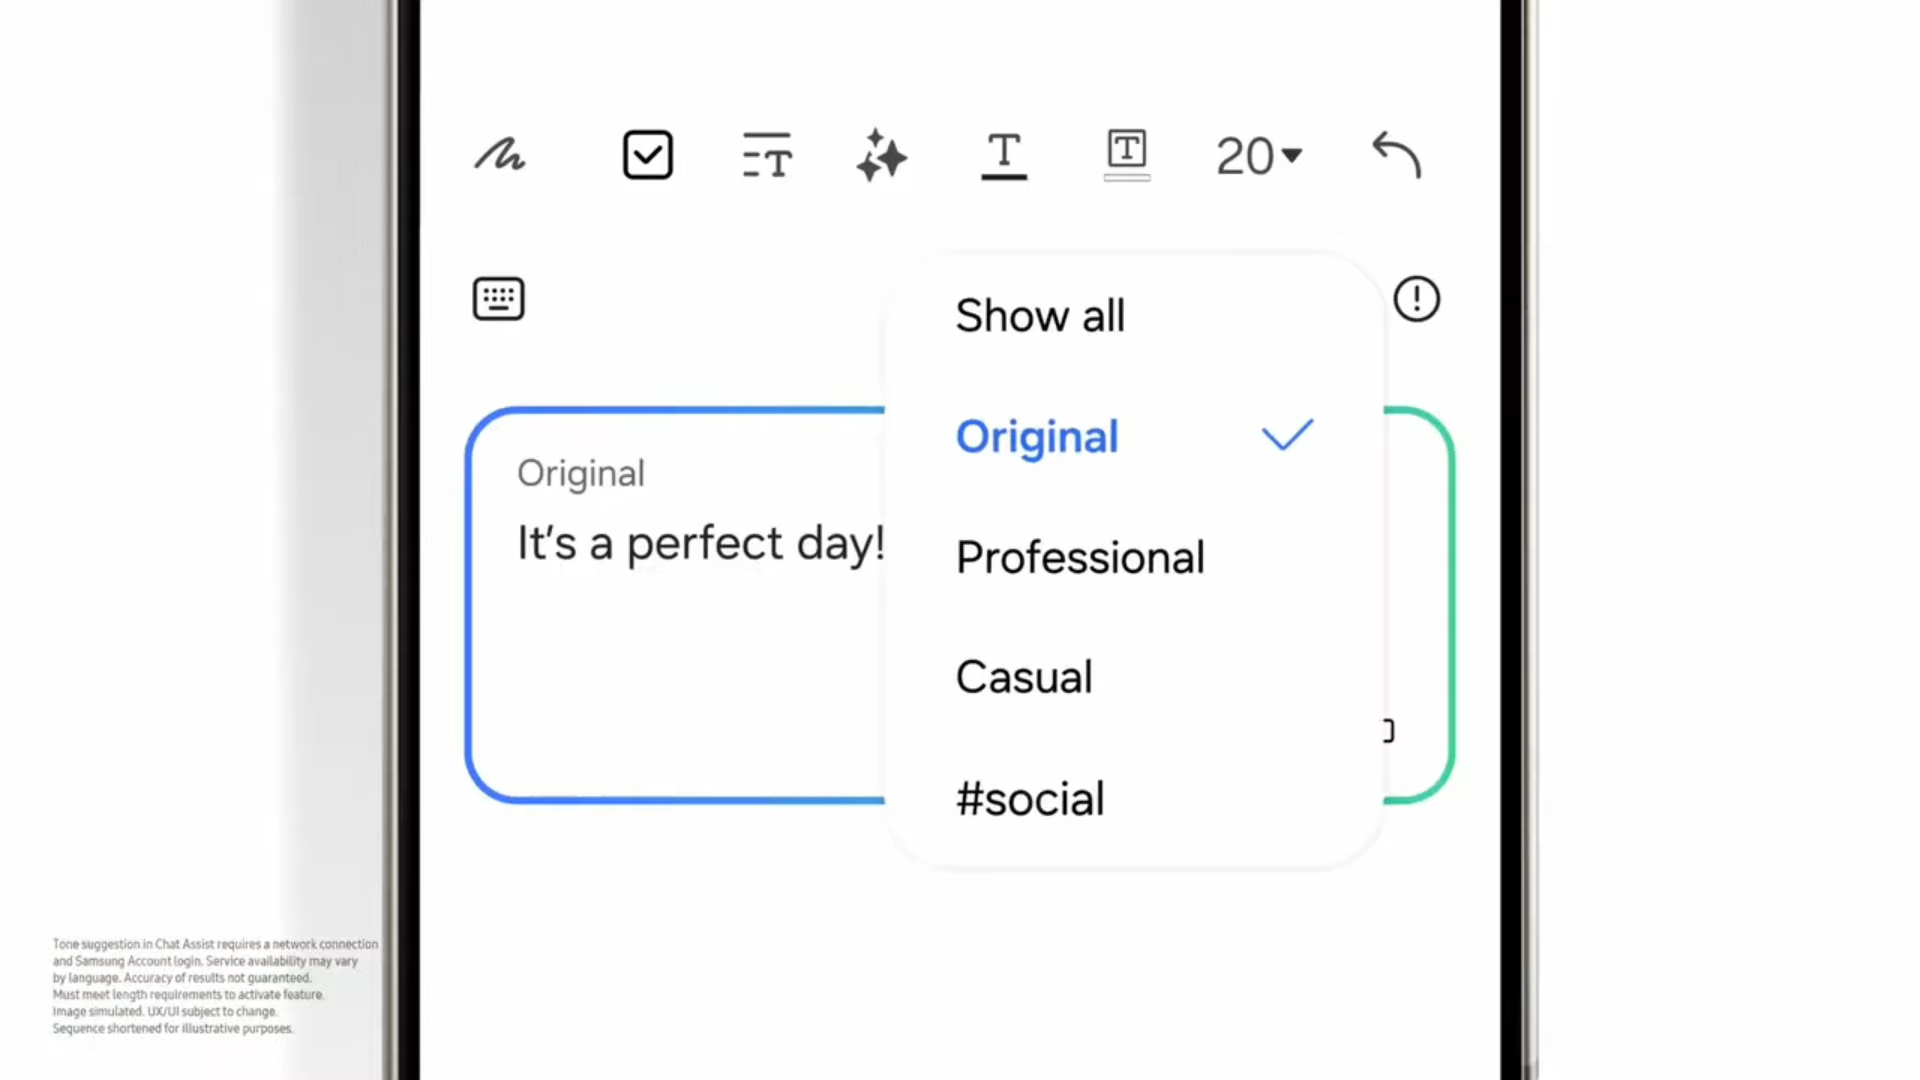 20
Show all
Original
Professional
Casual
#social
Original
It's a perfect day!
Tone suggestion in Chat Assist requires a network connection
and Samsung Account login. Service availability may vary
by language. Accuracy of results not guaranteed.
Must meet length requirements to activate feature.
Image simulated. UX/UI subject to change.
Sequence shortened for illustrative purposes.